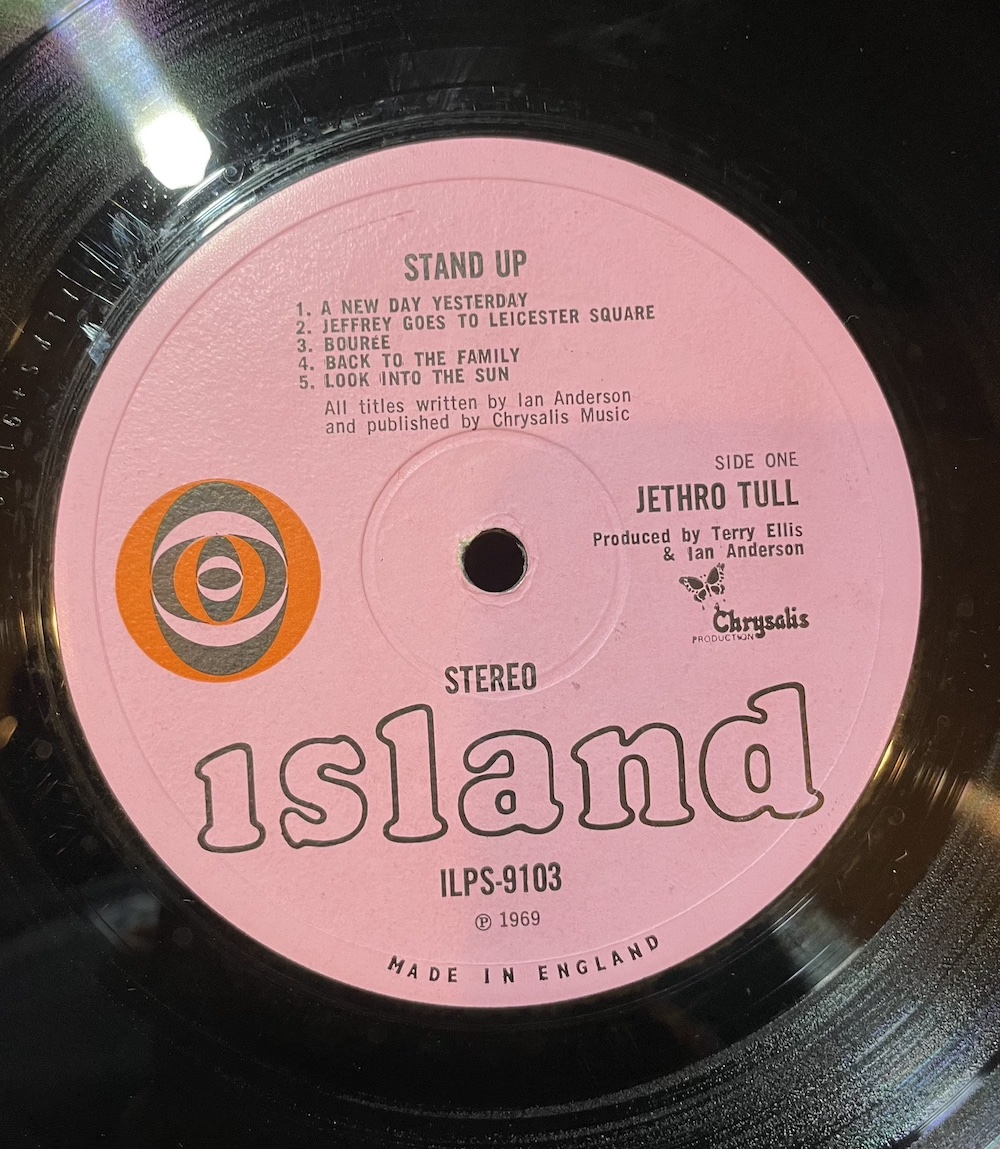 STAND UP
1. A NEW DAY YESTERDAY
2. JEFFREY GOES TO LEICESTER SQUARE
3. BOURÉE
4. BACK TO THE FAMILY
5. LOOK INTO THE SUN
All titles written by Ian Anderson
and published by Chrysalis Music
SIDE ONE
JETHRO TULL
Produced by Terry Ellis
& Ian Anderson
Chrysalis
PRODUCTION
STEREO
island
ILPS-9103
℗ 1969
MADE IN ENGLAND